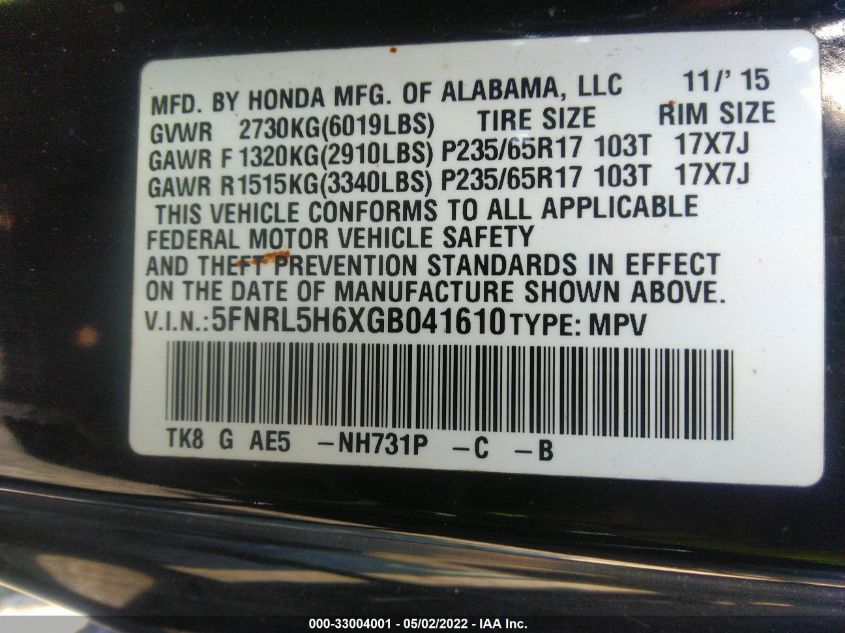 MFD. BY HONDA MFG. OF ALABAMA, LLC 11/' 15
GVWR 2730KG(6019LBS) TIRE SIZE RIM SIZE
GAWR F 1320KG(2910LBS) P235/65R17 103T 17X7J
GAWR R1515KG(3340LBS) P235/65R17 103T 17X7J
THIS VEHICLE CONFORMS TO ALL APPLICABLE
FEDERAL MOTOR VEHICLE SAFETY
AND THEFT PREVENTION STANDARDS IN EFFECT
ON THE DATE OF MANUFACTURE SHOWN ABOVE.
V.I.N.: 5FNRL5H6XGB041610 TYPE: MPV
TK8 G AE5 -NH731P -C -B
000-33004001 - 05/02/2022 - IAA Inc.